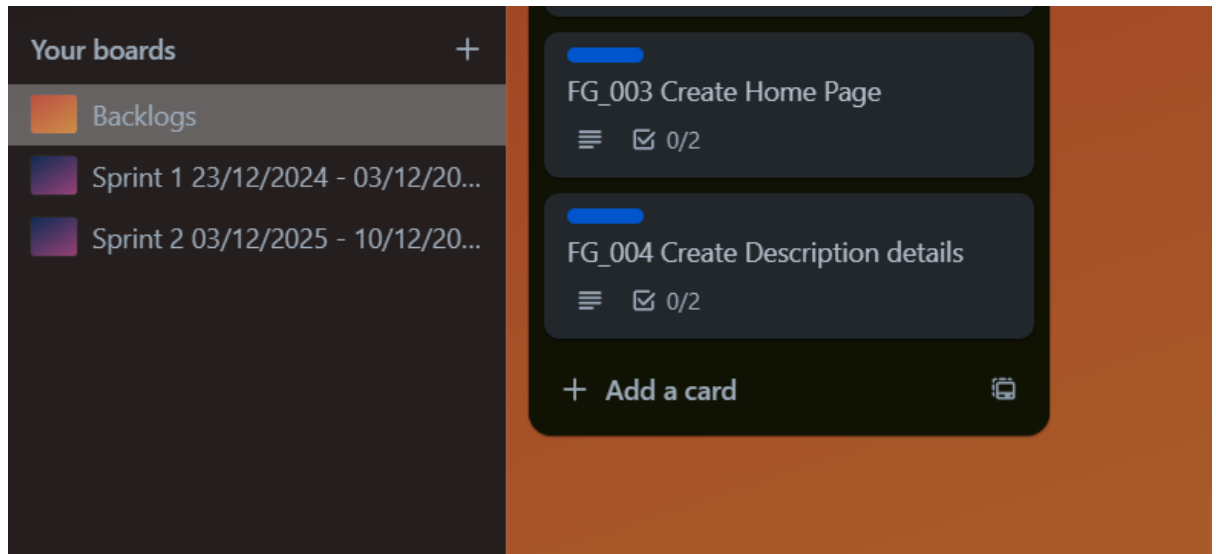 Your boards
Backlogs
Sprint 1 23/12/2024 - 03/12/20...
Sprint 2 03/12/2025 - 10/12/20...
FG_003 Create Home Page
0/2
FG_004 Create Description details
0/2
+ Add a card